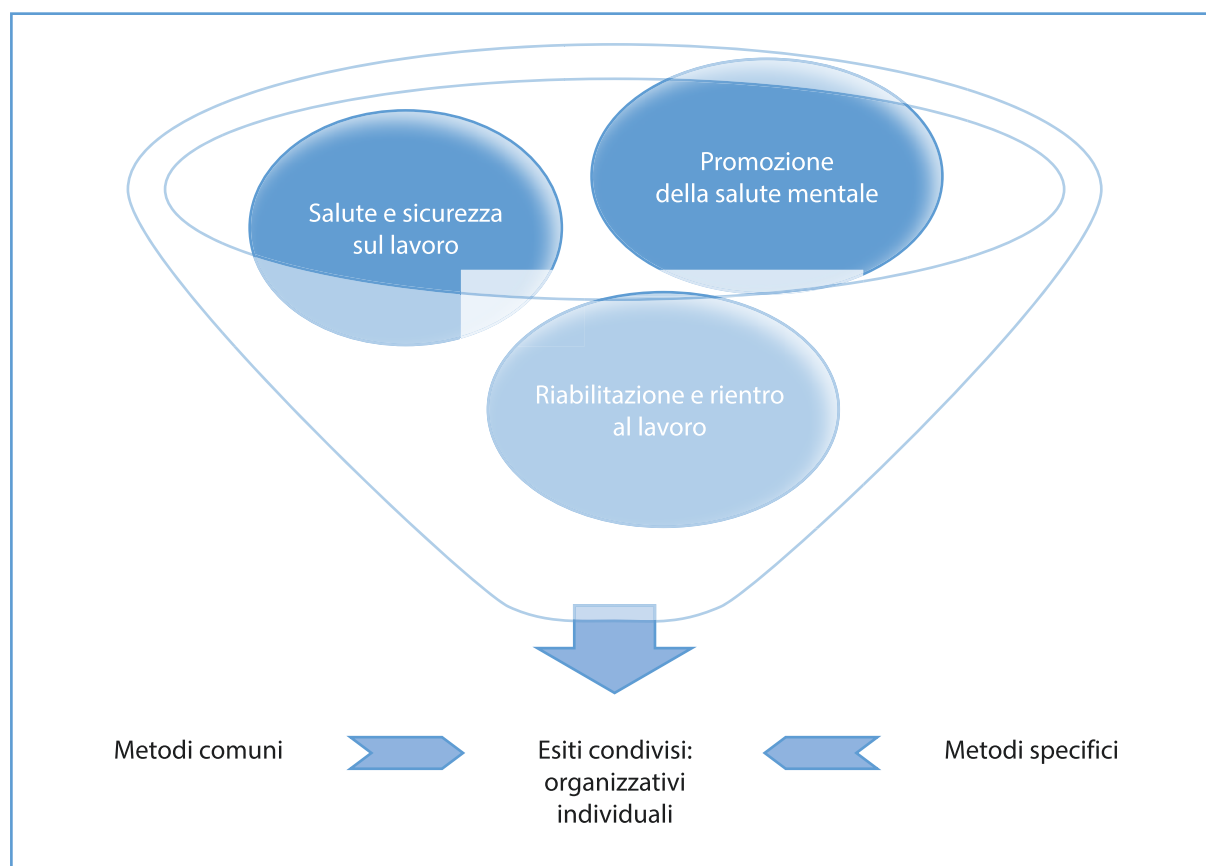 Promozione
della salute mentale
Salute e sicurezza
sul lavoro
Riabilitazione e rientro
al lavoro
Metodi comuni
Esiti condivisi:
organizzativi
individuali
Metodi specifici